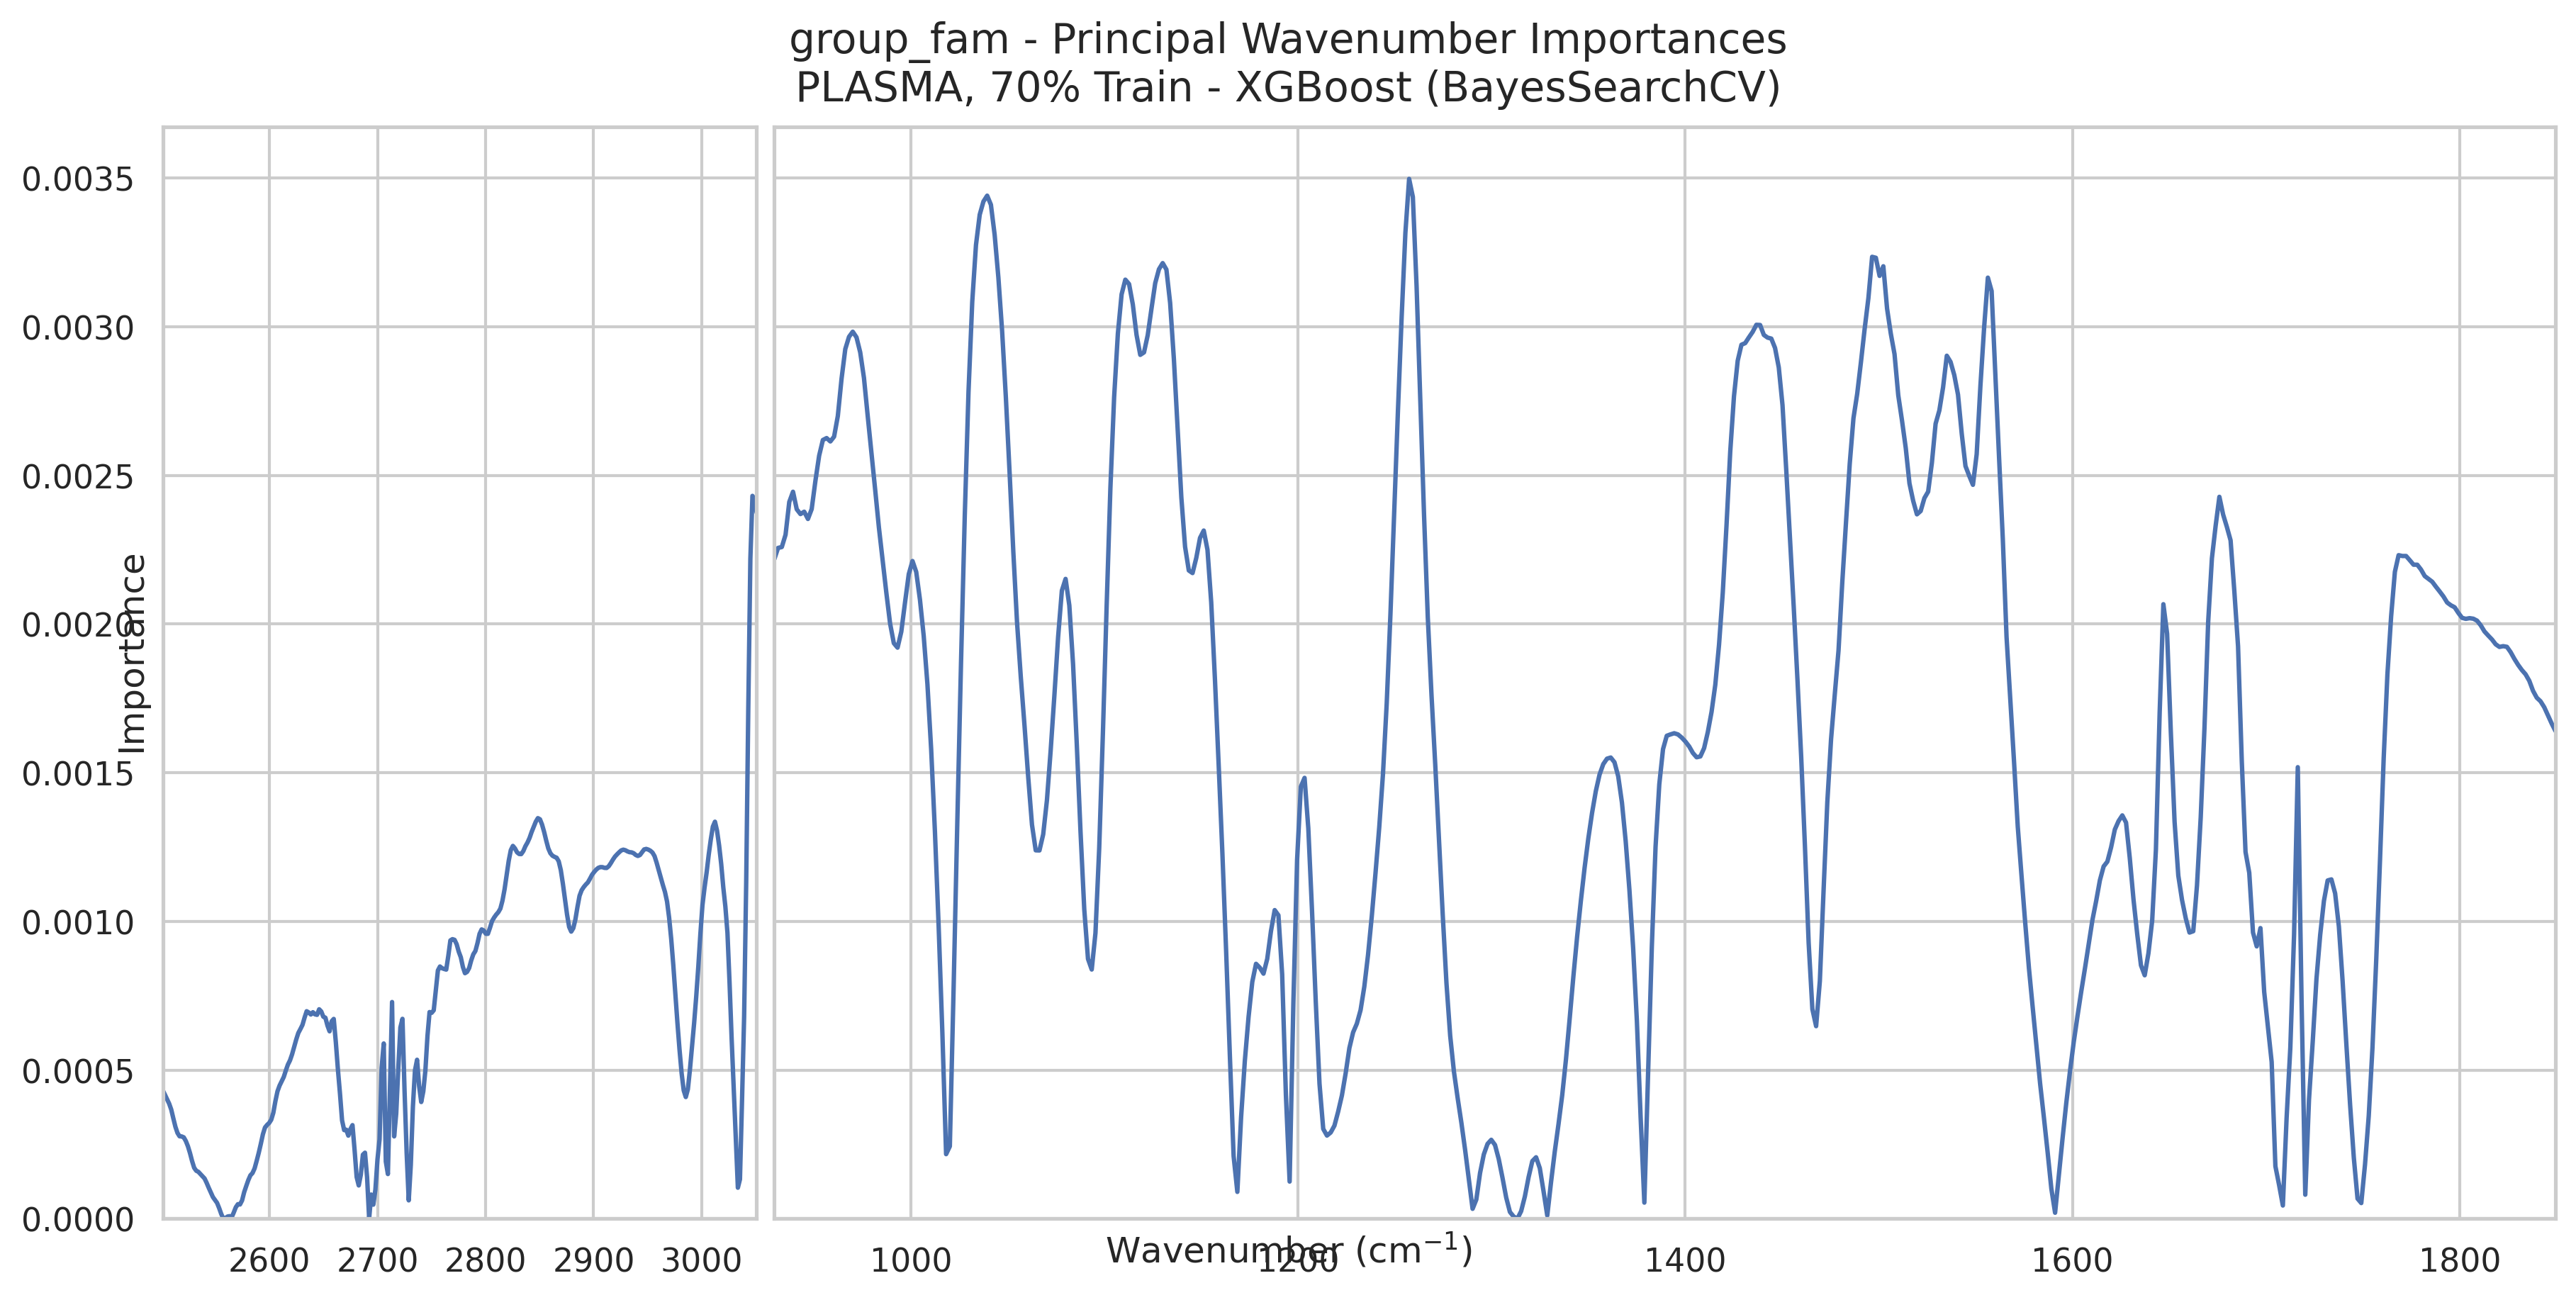 group_fam - Principal Wavenumber Importances
PLASMA, 70% Train - XGBoost (BayesSearchCV)
Importance
0.0035
0.0030
0.0025
0.0020
0.0015
0.0010
0.0005
0.0000
2600 2700 2800 2900 3000 1000 1200 1400 1600 1800
Wavenumber (cm⁻¹)